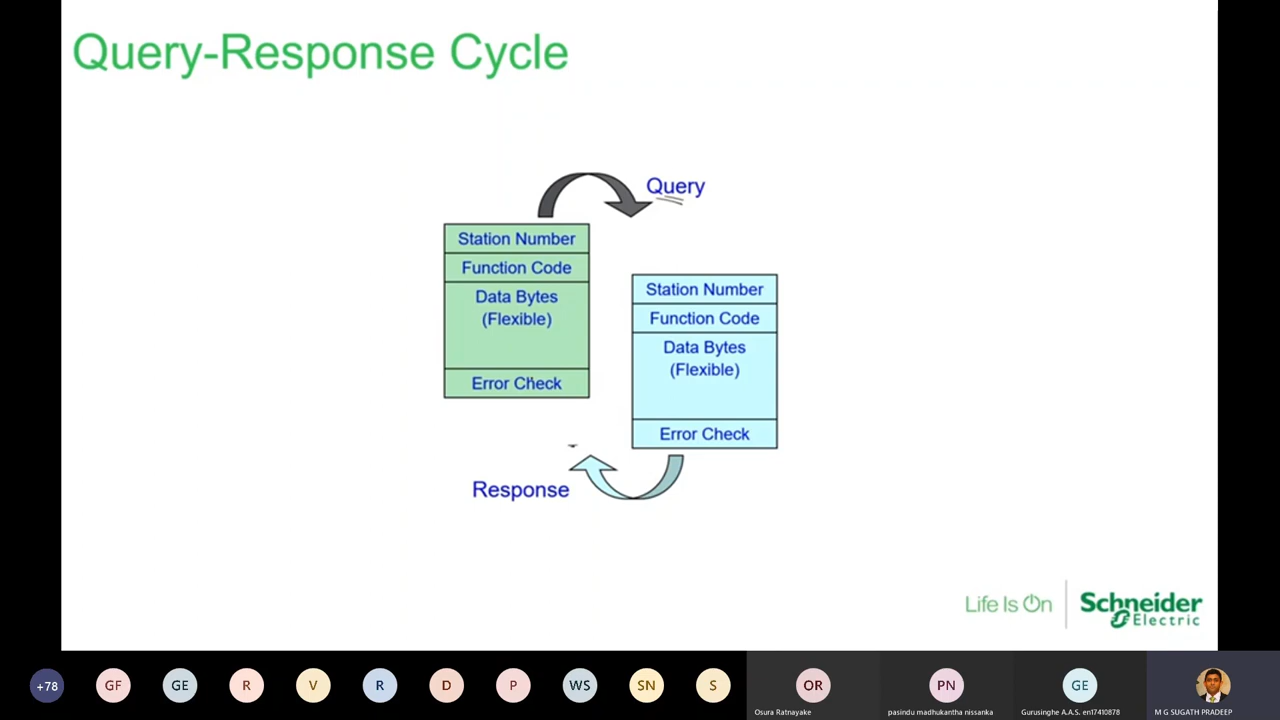 Query-Response Cycle
Query
Station Number
Function Code
Data Bytes
(Flexible)
Error Check
Station Number
Function Code
Data Bytes
(Flexible)
Error Check
Response
Life Is On
Schneider
Electric
+78
GF
GE
R
V
R
D
P
WS
SN
S
OR
PN
GE
Osura Ratnayake
pasindu madhukantha nissanka
Gurusinghe A.A.S. en17410878
M G SUGATH PRADEEP